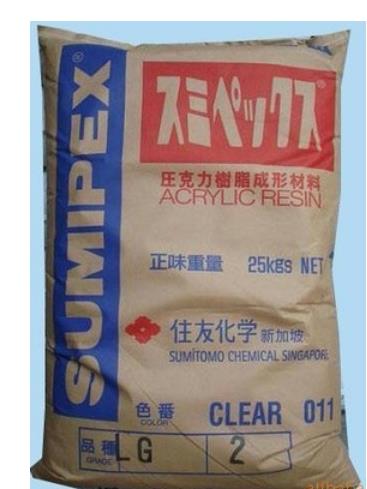 SUMIPEX®
スミペックス®
圧克力樹脂成形材料
ACRYLIC RESIN
正味重量 25kgs NET
住友化学 新加坡
SUMITOMO CHEMICAL SINGAPORE
色番 CLEAR 011
COLOR
品種 LG 2
GRADE